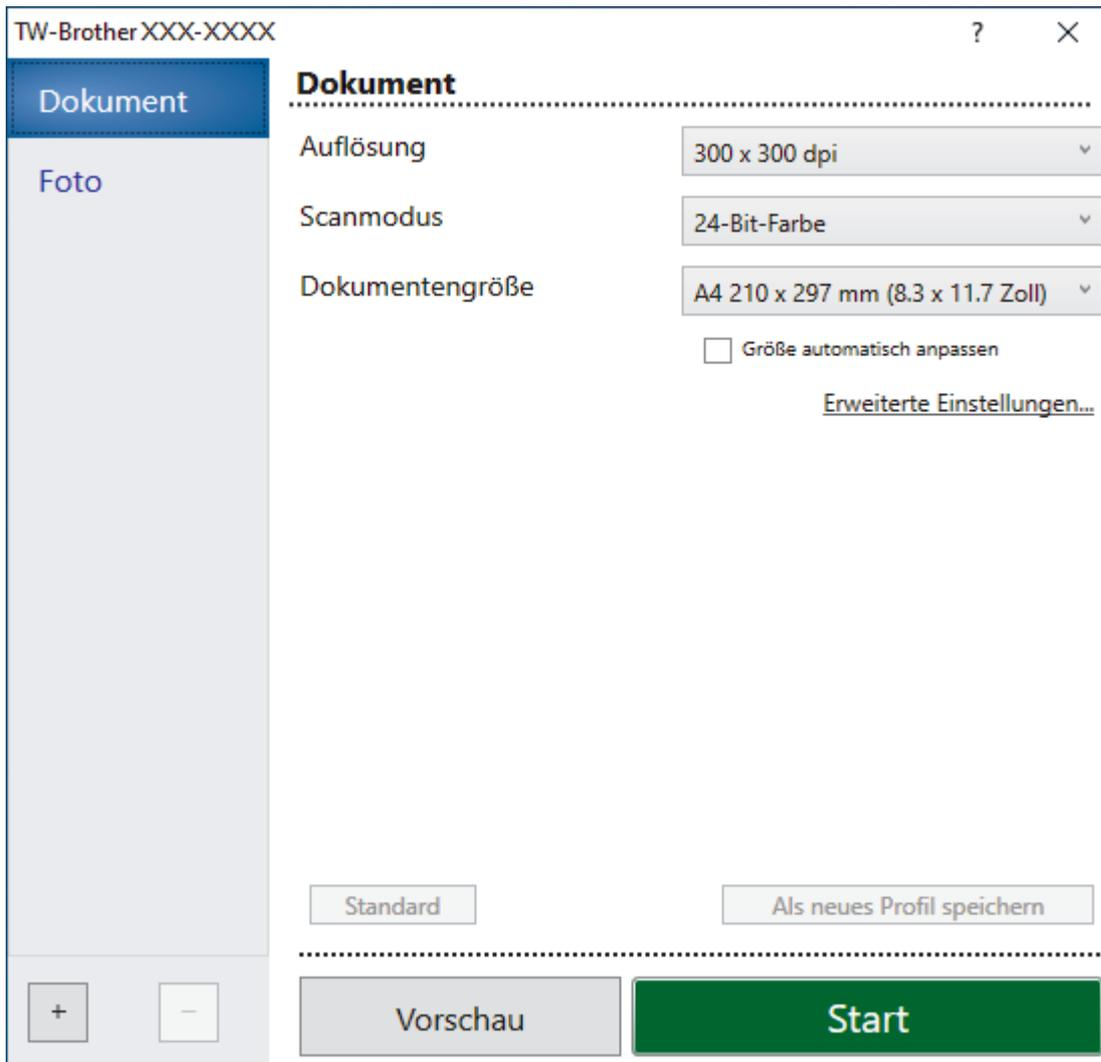 TW-Brother XXX-XXXX
?
Dokument
Foto
Dokument
Auflösung
300 x 300 dpi
Scanmodus
24-Bit-Farbe
Dokumentengröße
A4 210 x 297 mm (8.3 x 11.7 Zoll)
Größe automatisch anpassen
Erweiterte Einstellungen...
Standard
Als neues Profil speichern
+
−
Vorschau
Start